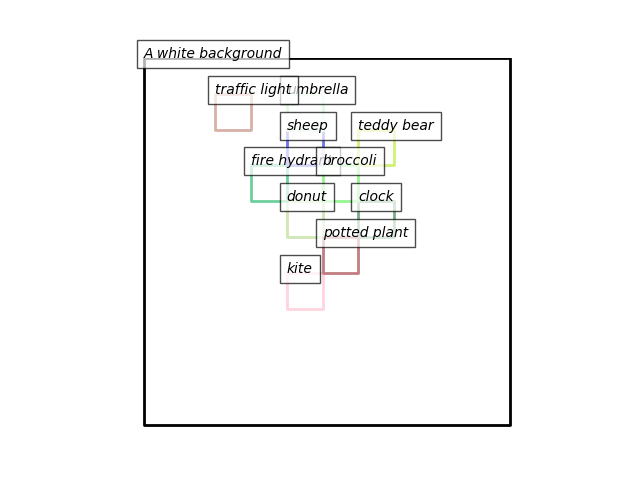 A white background
traffic light
umbrella
sheep
teddy bear
fire hydrant
broccoli
donut
clock
potted plant
kite